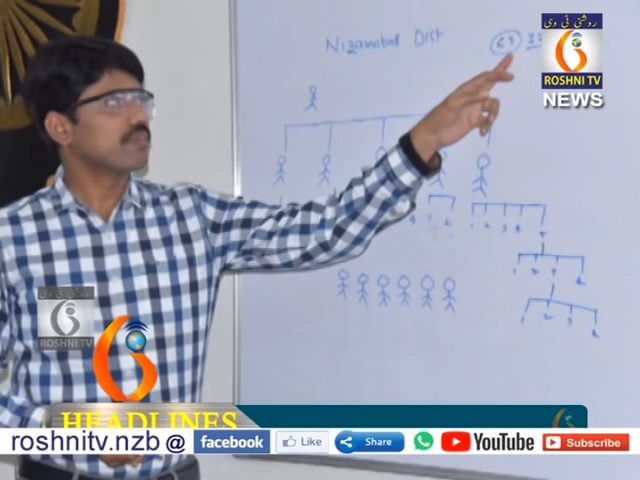 روشنی ٹی وی
ROSHNI TV
NEWS
Nizamabad Dist
ROSHNI TV
HEADLINES
roshnitv.nzb @ facebook Like Share YouTube Subscribe